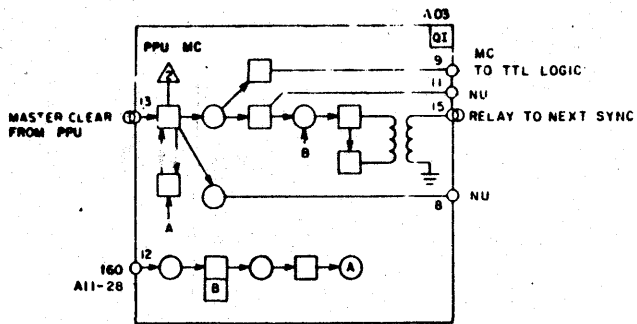 A03
QI
PPU MC
2
9
MC
TO TTL LOGIC
11
NU
13
MASTER CLEAR
FROM PPU
15
RELAY TO NEXT SYNC
B
A
8
NU
12
160
A11-28
B
A